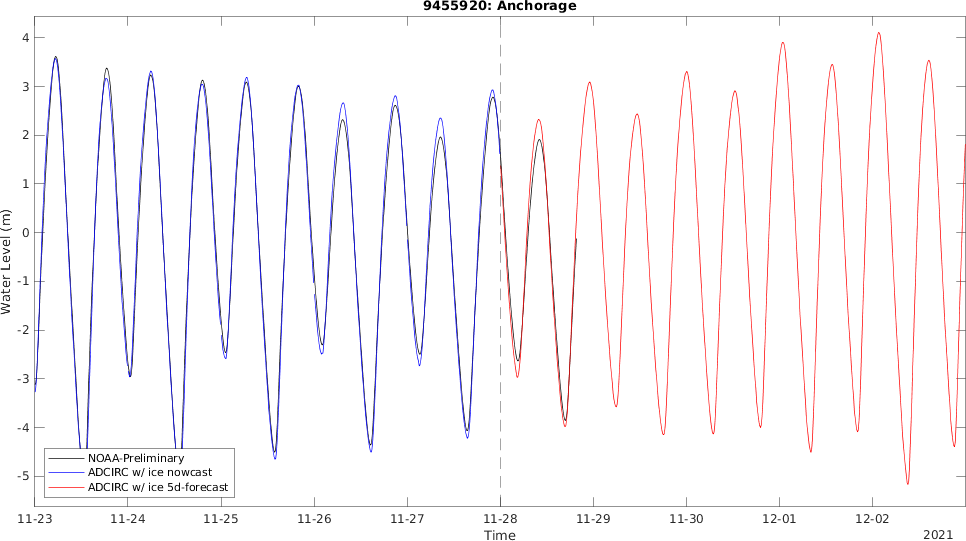 9455920: Anchorage
Water Level (m)
4
3
2
1
0
-1
-2
-3
-4
-5
NOAA-Preliminary
ADCIRC w/ ice nowcast
ADCIRC w/ ice 5d-forecast
11-23 11-24 11-25 11-26 11-27 11-28 11-29 11-30 12-01 12-02
Time
2021